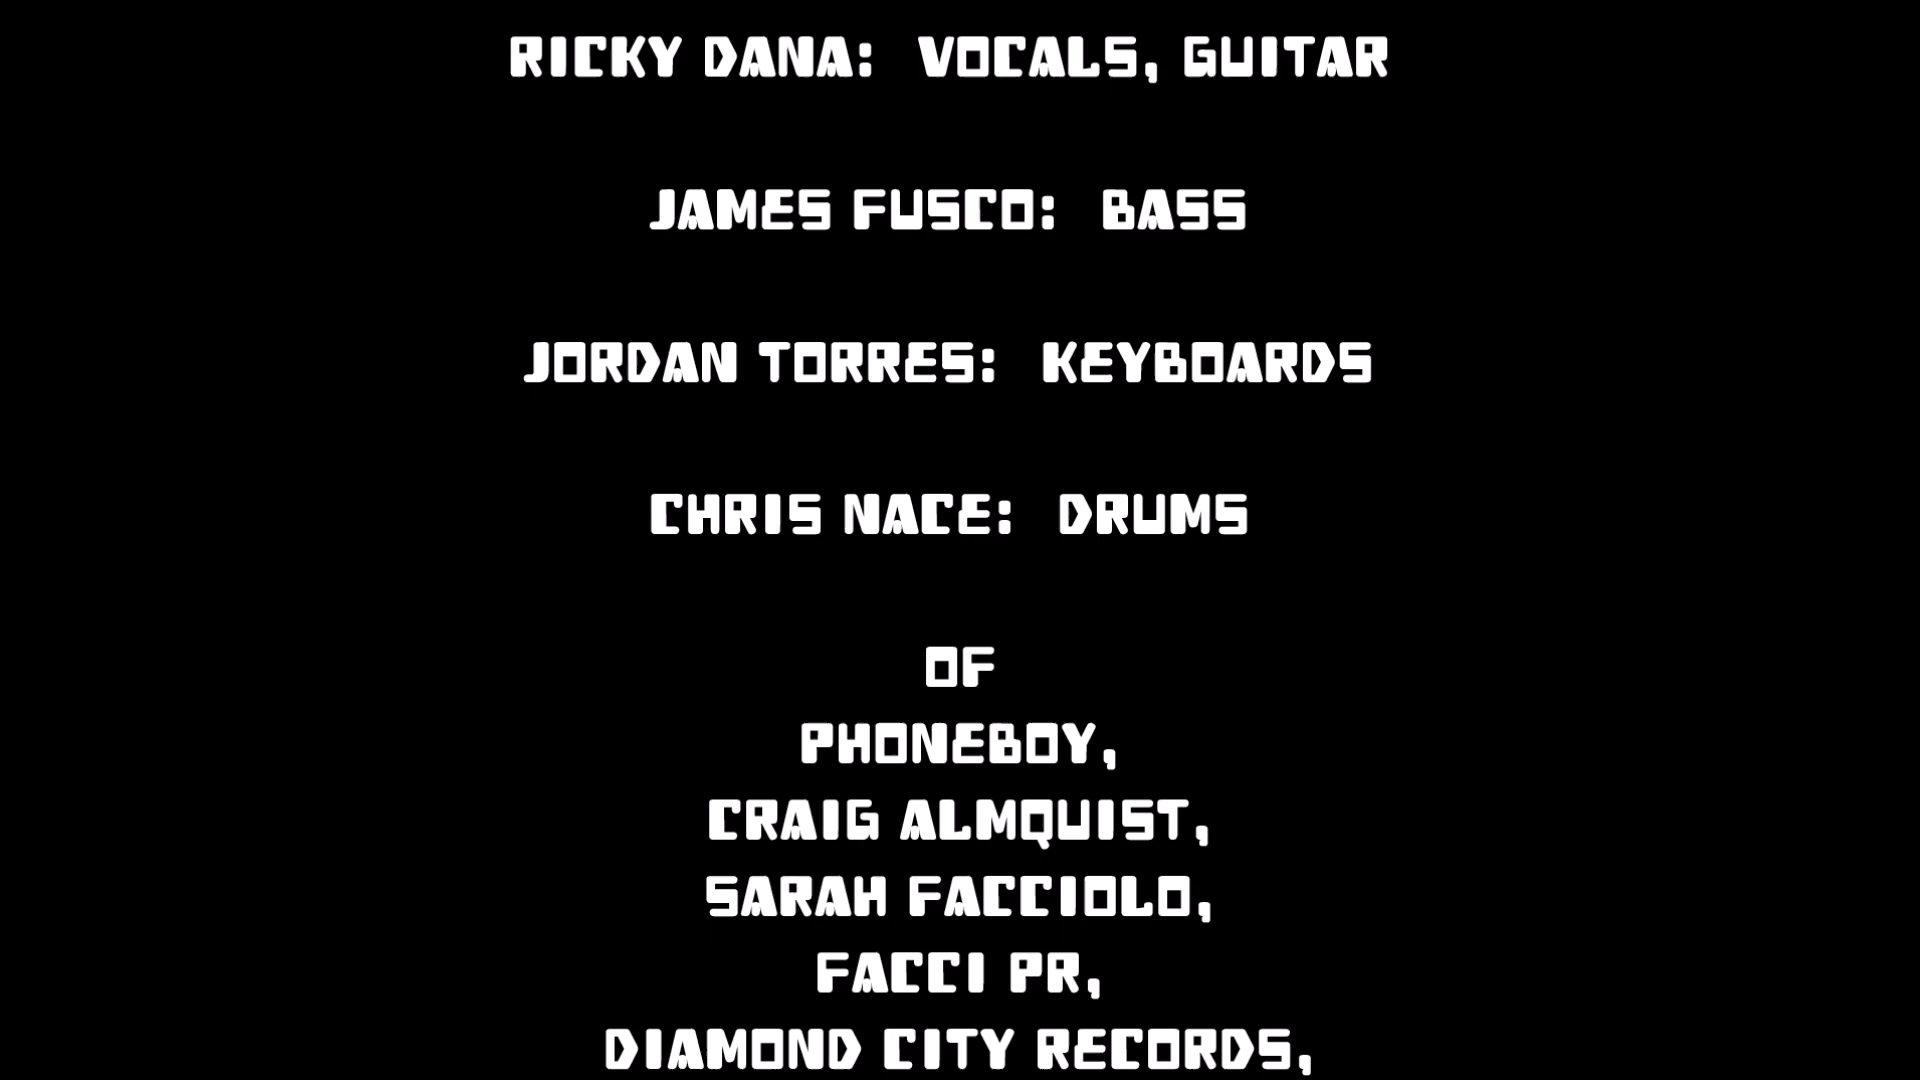 RICKY DANA:  VOCALS, GUITAR
JAMES FUSCO:  BASS
JORDAN TORRES:  KEYBOARDS
CHRIS NACE:  DRUMS
OF
PHONEBOY,
CRAIG ALMQUIST,
SARAH FACCIOLO,
FACCI PR,
DIAMOND CITY RECORDS,